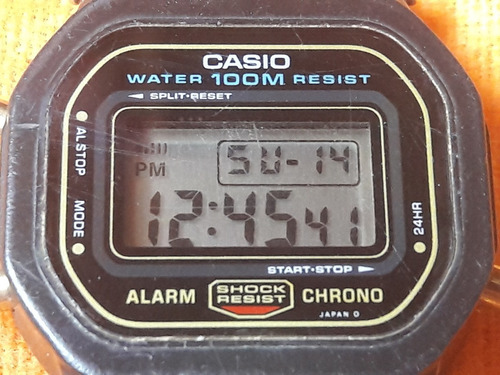 CASIO
WATER 100M RESIST
◄ SPLIT·RESET
AL STOP
PM
SU-14
12:45 41
MODE
24HR
START·STOP ►
ALARM
SHOCK RESIST
CHRONO
JAPAN O